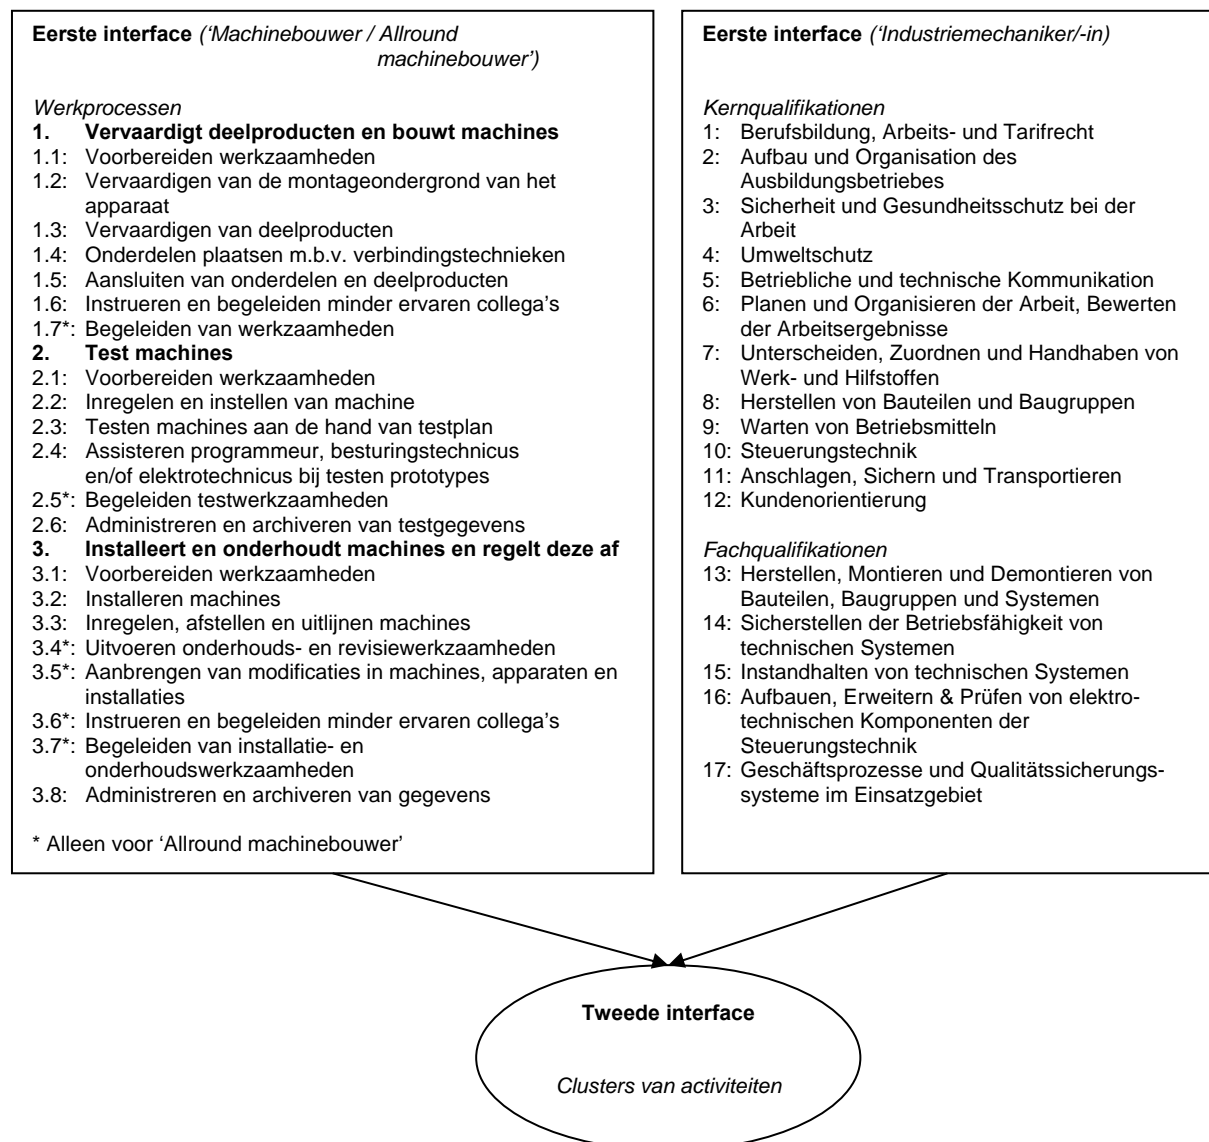 Eerste interface (‘Machinebouwer / Allround
machinebouwer’)
Werkprocessen
1. Vervaardigt deelproducten en bouwt machines
1.1: Voorbereiden werkzaamheden
1.2: Vervaardigen van de montageondergrond van het
apparaat
1.3: Vervaardigen van deelproducten
1.4: Onderdelen plaatsen m.b.v. verbindingstechnieken
1.5: Aansluiten van onderdelen en deelproducten
1.6: Instrueren en begeleiden minder ervaren collega’s
1.7*: Begeleiden van werkzaamheden
2. Test machines
2.1: Voorbereiden werkzaamheden
2.2: Inregelen en instellen van machine
2.3: Testen machines aan de hand van testplan
2.4: Assisteren programmeur, besturingstechnicus
en/of elektrotechnicus bij testen prototypes
2.5*: Begeleiden testwerkzaamheden
2.6: Administreren en archiveren van testgegevens
3. Installeert en onderhoudt machines en regelt deze af
3.1: Voorbereiden werkzaamheden
3.2: Installeren machines
3.3: Inregelen, afstellen en uitlijnen machines
3.4*: Uitvoeren onderhouds- en revisiewerkzaamheden
3.5*: Aanbrengen van modificaties in machines, apparaten en
installaties
3.6*: Instrueren en begeleiden minder ervaren collega’s
3.7*: Begeleiden van installatie- en
onderhoudswerkzaamheden
3.8: Administreren en archiveren van gegevens
* Alleen voor ‘Allround machinebouwer’
Eerste interface (‘Industriemechaniker/-in)
Kernqualifikationen
1: Berufsbildung, Arbeits- und Tarifrecht
2: Aufbau und Organisation des
Ausbildungsbetriebes
3: Sicherheit und Gesundheitsschutz bei der
Arbeit
4: Umweltschutz
5: Betriebliche und technische Kommunikation
6: Planen und Organisieren der Arbeit, Bewerten
der Arbeitsergebnisse
7: Unterscheiden, Zuordnen und Handhaben von
Werk- und Hilfstoffen
8: Herstellen von Bauteilen und Baugruppen
9: Warten von Betriebsmitteln
10: Steuerungstechnik
11: Anschlagen, Sichern und Transportieren
12: Kundenorientierung
Fachqualifikationen
13: Herstellen, Montieren und Demontieren von
Bauteilen, Baugruppen und Systemen
14: Sicherstellen der Betriebsfähigkeit von
technischen Systemen
15: Instandhalten von technischen Systemen
16: Aufbauen, Erweitern & Prüfen von elektro-
technischen Komponenten der
Steuerungstechnik
17: Geschäftsprozesse und Qualitätssicherungs-
systeme im Einsatzgebiet
Tweede interface
Clusters van activiteiten